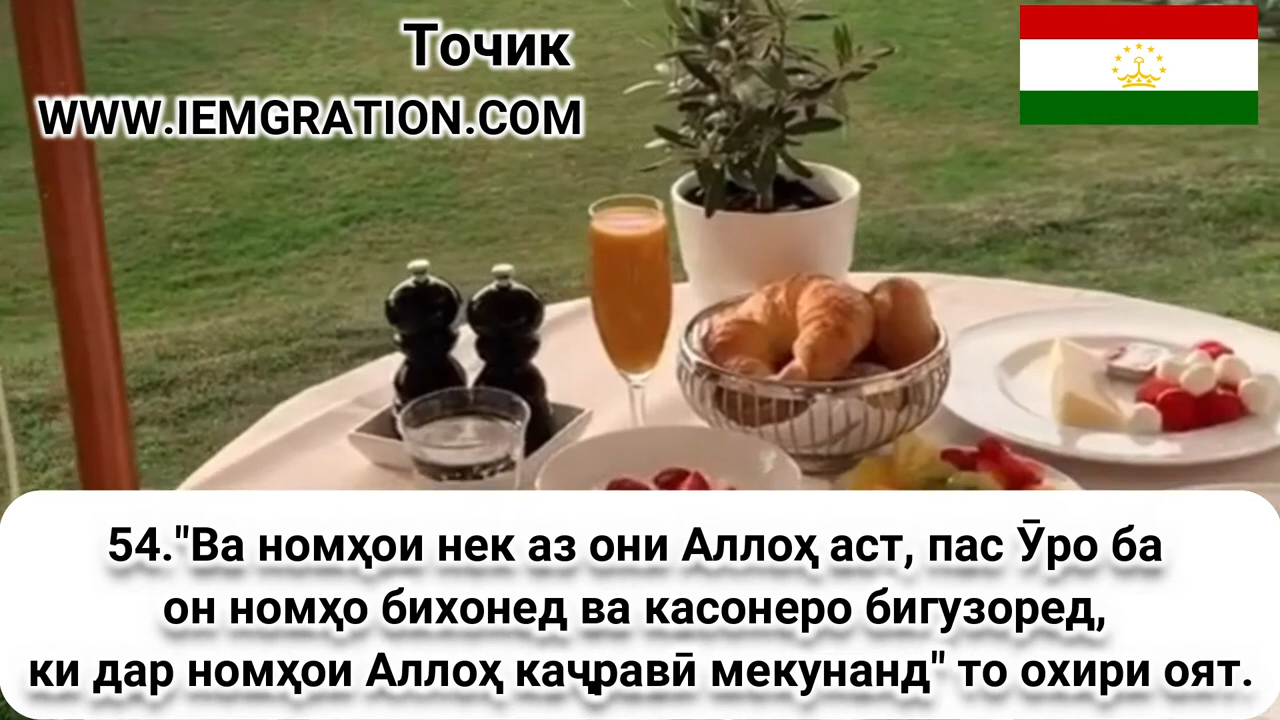 Точик
WWW.IEMGRATION.COM
54."Ва номҳои нек аз они Аллоҳ аст, пас Ӯро ба
он номҳо бихонед ва касонеро бигузоред,
ки дар номҳои Аллоҳ каҷравӣ мекунанд" то охири оят.